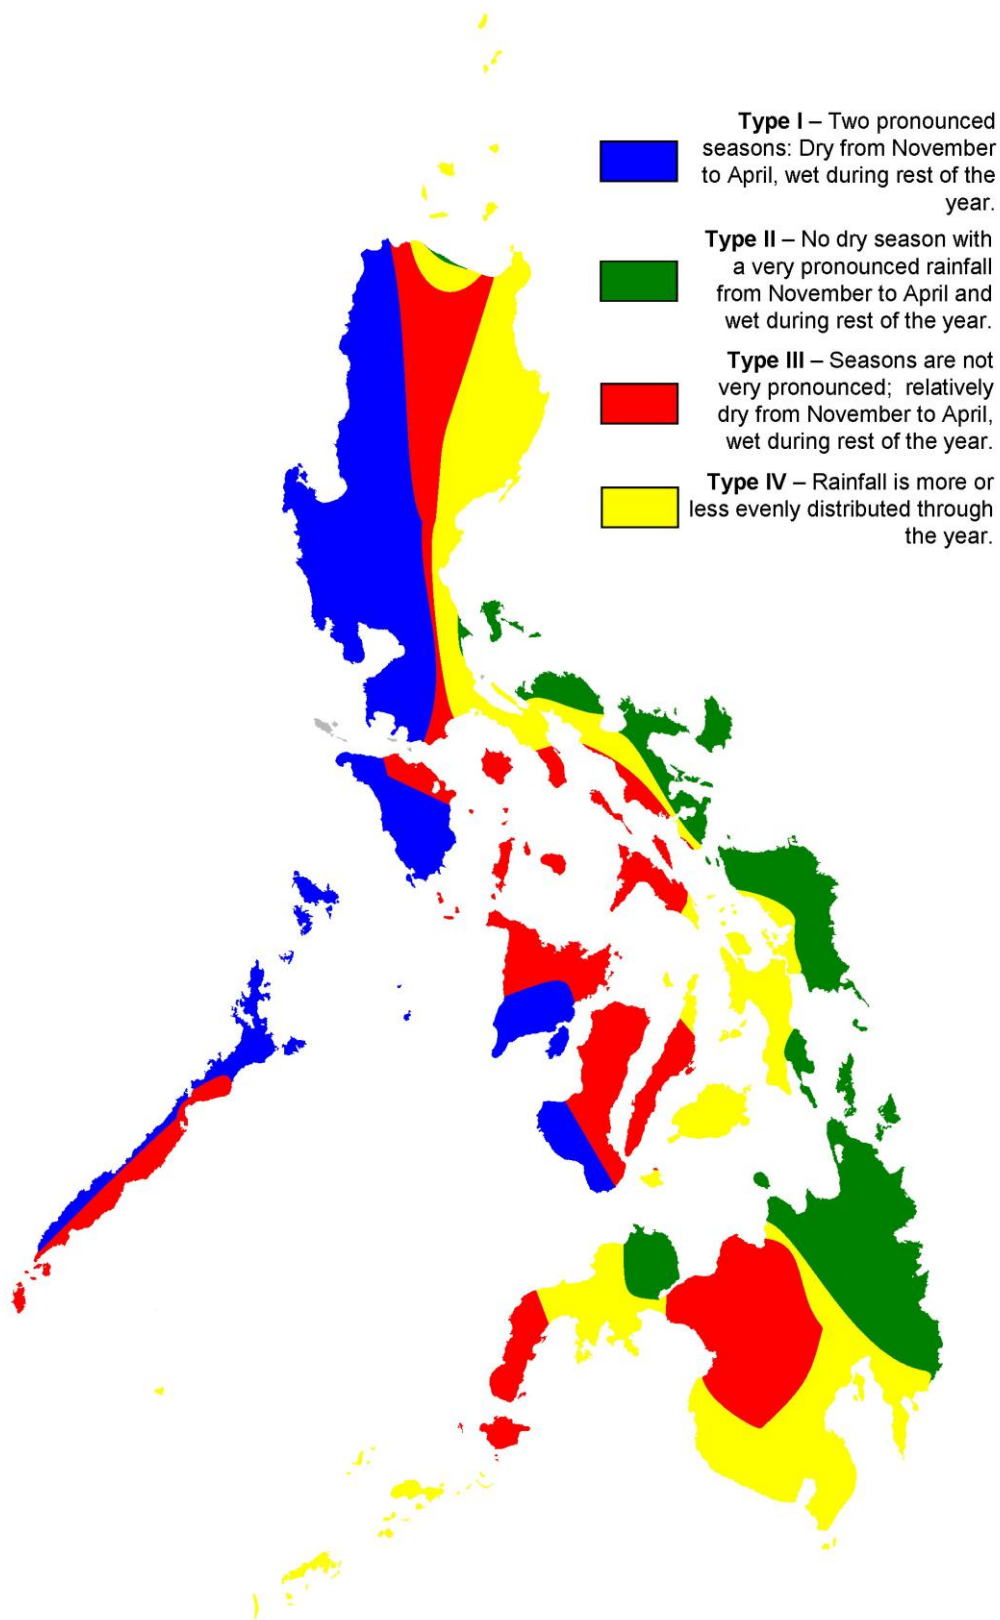 Type I – Two pronounced
seasons: Dry from November
to April, wet during rest of the
year.
Type II – No dry season with
a very pronounced rainfall
from November to April and
wet during rest of the year.
Type III – Seasons are not
very pronounced; relatively
dry from November to April,
wet during rest of the year.
Type IV – Rainfall is more or
less evenly distributed through
the year.